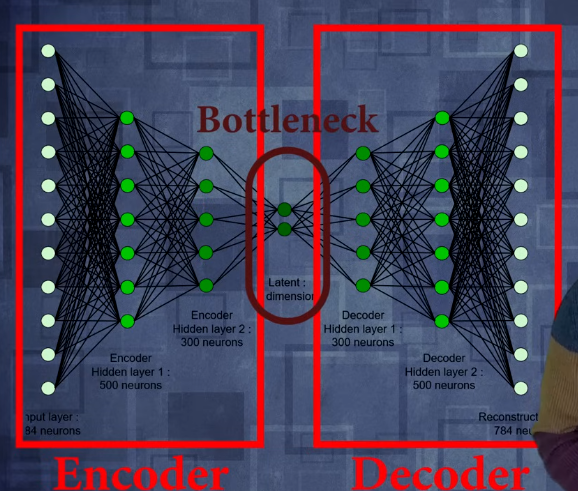 Bottleneck
Latent :
dimension
Encoder
Hidden layer 2 :
300 neurons
Decoder
Hidden layer 1 :
300 neurons
Encoder
Hidden layer 1 :
500 neurons
Decoder
Hidden layer 2 :
500 neurons
nput layer :
84 neurons
Reconstruct
784 neu
Encoder
Decoder